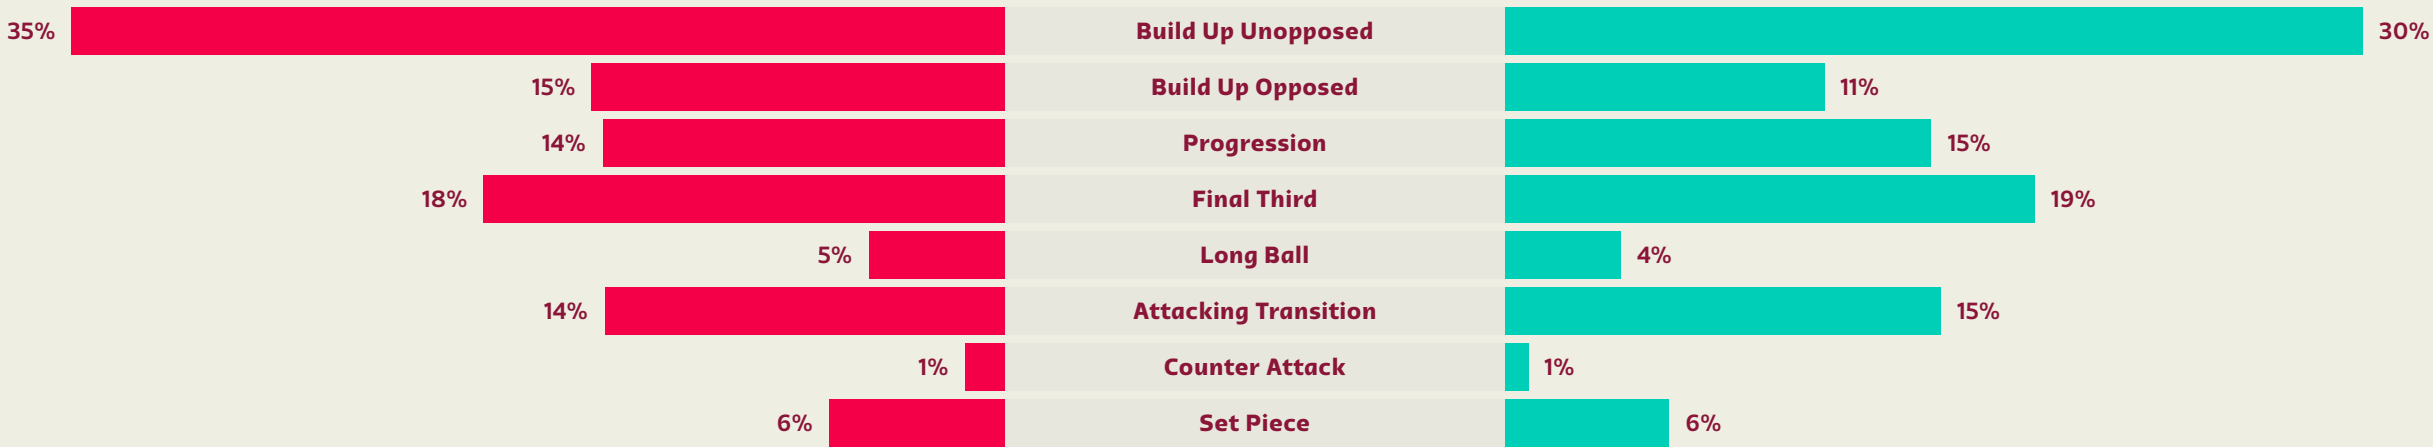 35% Build Up Unopposed 30%
15% Build Up Opposed 11%
14% Progression 15%
18% Final Third 19%
5% Long Ball 4%
14% Attacking Transition 15%
1% Counter Attack 1%
6% Set Piece 6%